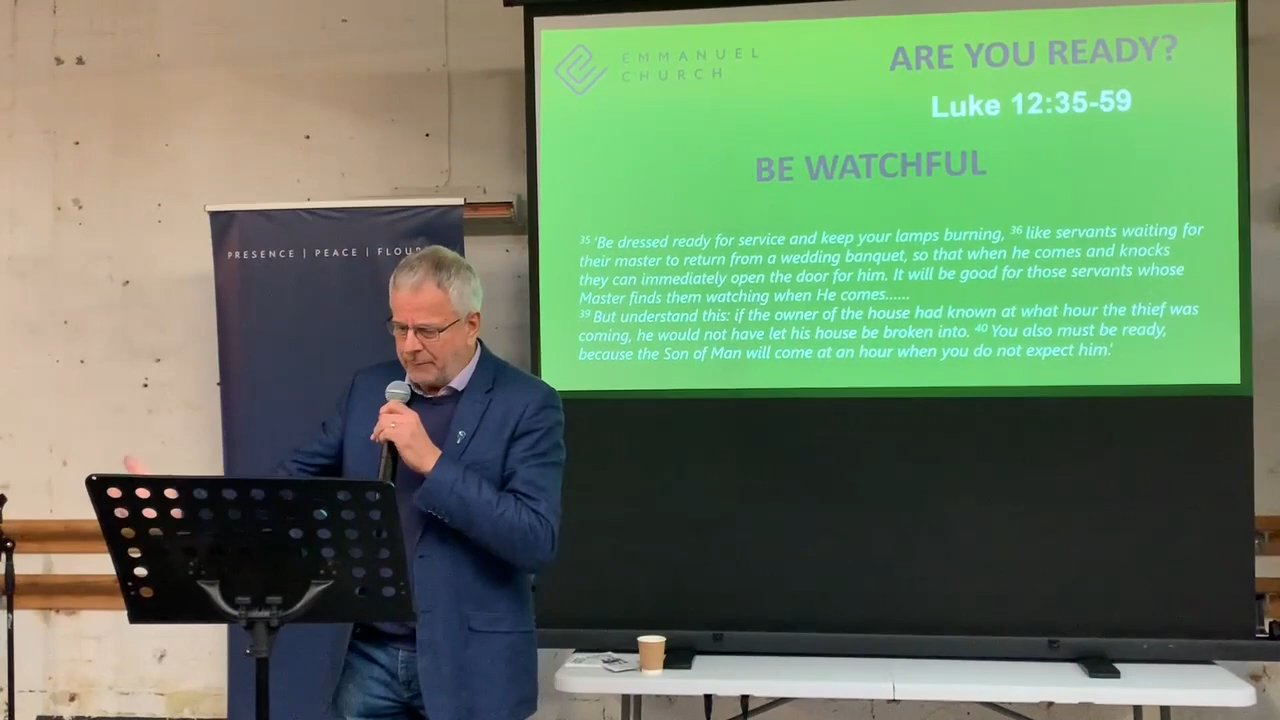 EMMANUEL
CHURCH
ARE YOU READY?
Luke 12:35-59
BE WATCHFUL
35 'Be dressed ready for service and keep your lamps burning, 36 like servants waiting for
their master to return from a wedding banquet, so that when he comes and knocks
they can immediately open the door for him. It will be good for those servants whose
Master finds them watching when He comes......
39 But understand this: if the owner of the house had known at what hour the thief was
coming, he would not have let his house be broken into. 40 You also must be ready,
because the Son of Man will come at an hour when you do not expect him.'
PRESENCE | PEACE |